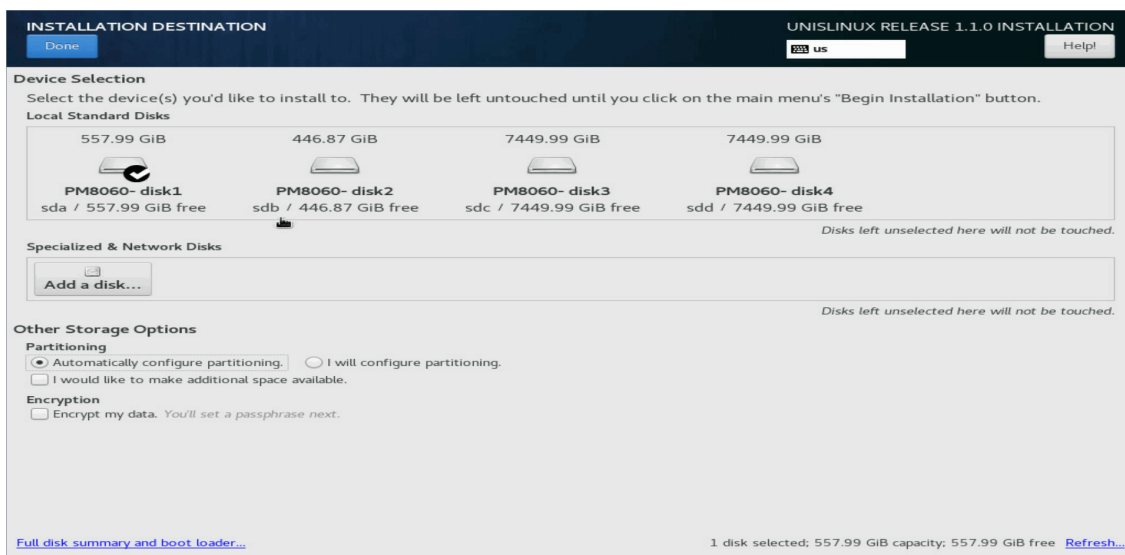 INSTALLATION DESTINATION
UNISLINUX RELEASE 1.1.0 INSTALLATION
Done
us
Help!
Device Selection
Select the device(s) you'd like to install to. They will be left untouched until you click on the main menu's "Begin Installation" button.
Local Standard Disks
557.99 GiB 446.87 GiB 7449.99 GiB 7449.99 GiB
PM8060- disk1 PM8060- disk2 PM8060- disk3 PM8060- disk4
sda / 557.99 GiB free sdb / 446.87 GiB free sdc / 7449.99 GiB free sdd / 7449.99 GiB free
Disks left unselected here will not be touched.
Specialized & Network Disks
Add a disk...
Disks left unselected here will not be touched.
Other Storage Options
Partitioning
Automatically configure partitioning. I will configure partitioning.
I would like to make additional space available.
Encryption
Encrypt my data. You'll set a passphrase next.
Full disk summary and boot loader... 1 disk selected; 557.99 GiB capacity; 557.99 GiB free Refresh...